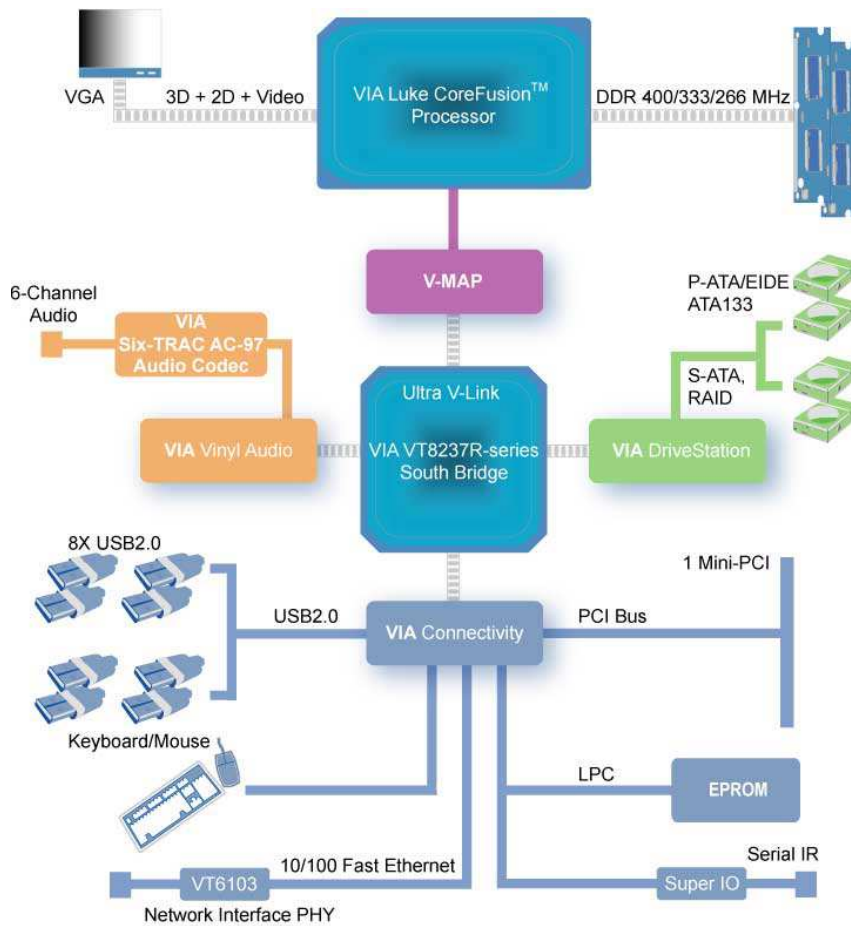 VGA
3D + 2D + Video
VIA Luke CoreFusion™
Processor
DDR 400/333/266 MHz
V-MAP
6-Channel
Audio
VIA
Six-TRAC AC-97
Audio Codec
P-ATA/EIDE
ATA133
S-ATA,
RAID
Ultra V-Link
VIA Vinyl Audio
VIA VT8237R-series
South Bridge
VIA DriveStation
8X USB2.0
1 Mini-PCI
USB2.0
VIA Connectivity
PCI Bus
Keyboard/Mouse
LPC
EPROM
10/100 Fast Ethernet
Serial IR
VT6103
Super IO
Network Interface PHY